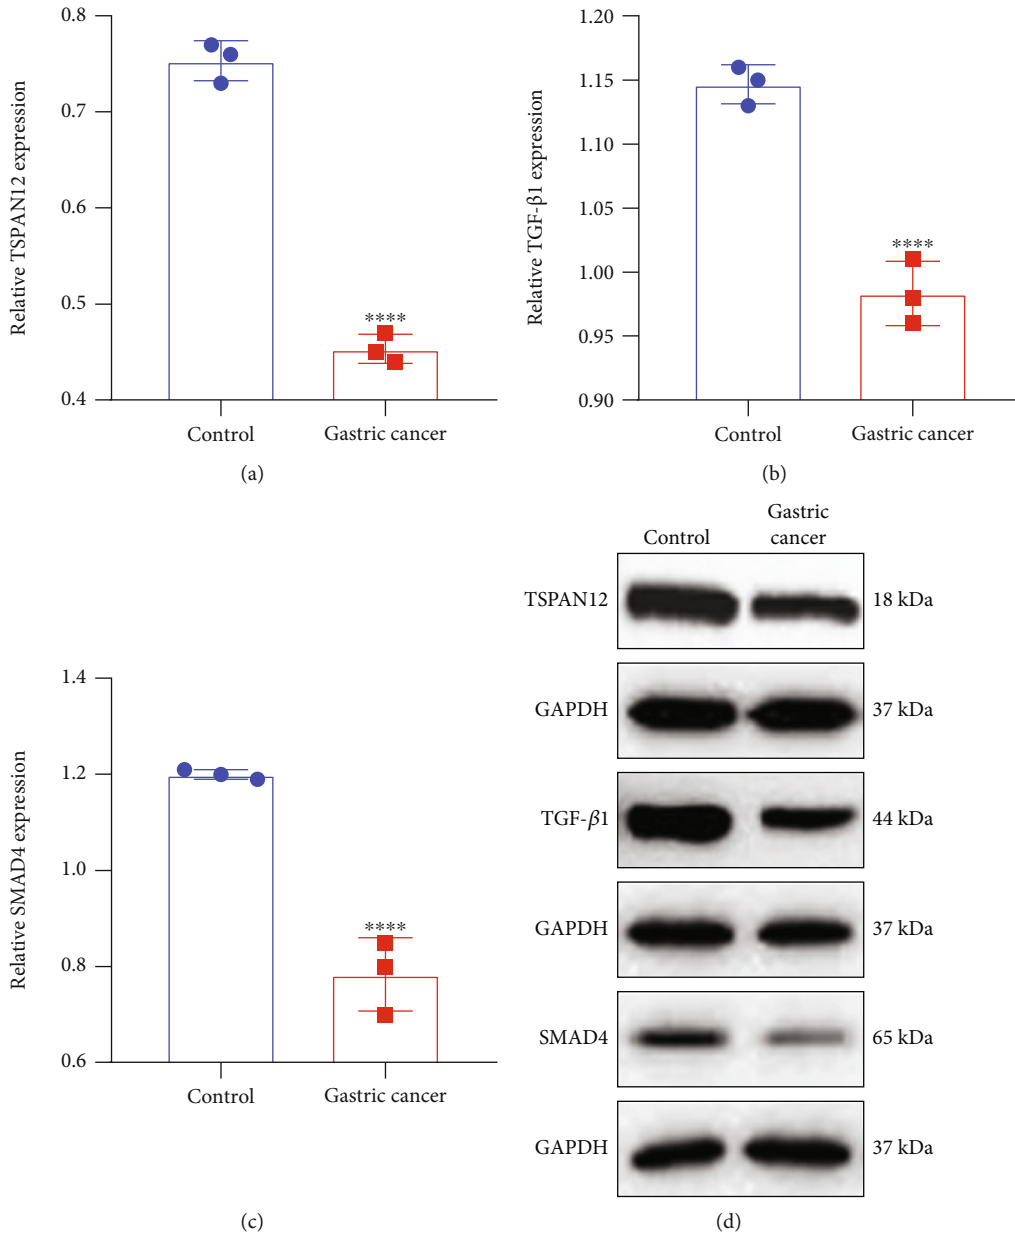 0.8
0.7
0.6
0.5
0.4
Relative TSPAN12 expression
****
Control
Gastric cancer
(a)
1.20
1.15
1.10
1.05
1.00
0.95
0.90
Relative TGF-β1 expression
****
Control
Gastric cancer
(b)
1.4
1.2
1.0
0.8
0.6
Relative SMAD4 expression
****
Control
Gastric cancer
(c)
Control
Gastric
cancer
TSPAN12 18 kDa
GAPDH 37 kDa
TGF-β1 44 kDa
GAPDH 37 kDa
SMAD4 65 kDa
GAPDH 37 kDa
(d)